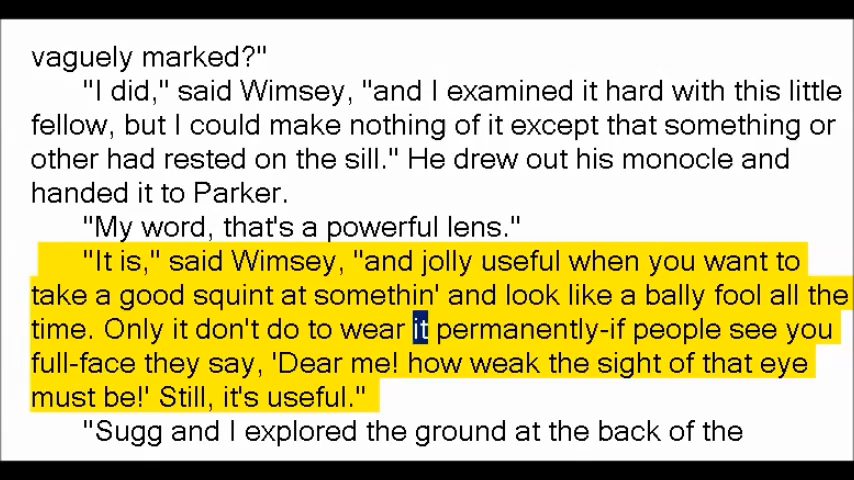 vaguely marked?"
"I did," said Wimsey, "and I examined it hard with this little
fellow, but I could make nothing of it except that something or
other had rested on the sill." He drew out his monocle and
handed it to Parker.
"My word, that's a powerful lens."
"It is," said Wimsey, "and jolly useful when you want to
take a good squint at somethin' and look like a bally fool all the
time. Only it don't do to wear it permanently-if people see you
full-face they say, 'Dear me! how weak the sight of that eye
must be!' Still, it's useful."
"Sugg and I explored the ground at the back of the